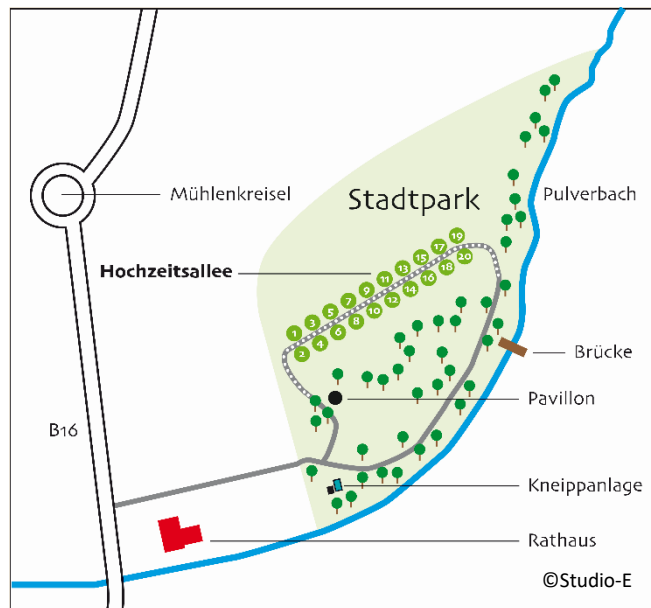 Mühlenkreisel
Stadtpark
Pulverbach
Hochzeitsallee
1 3 5 7 9 11 13 15 17 19
2 4 6 8 10 12 14 16 18 20
Brücke
Pavillon
B16
Kneippanlage
Rathaus
©Studio-E